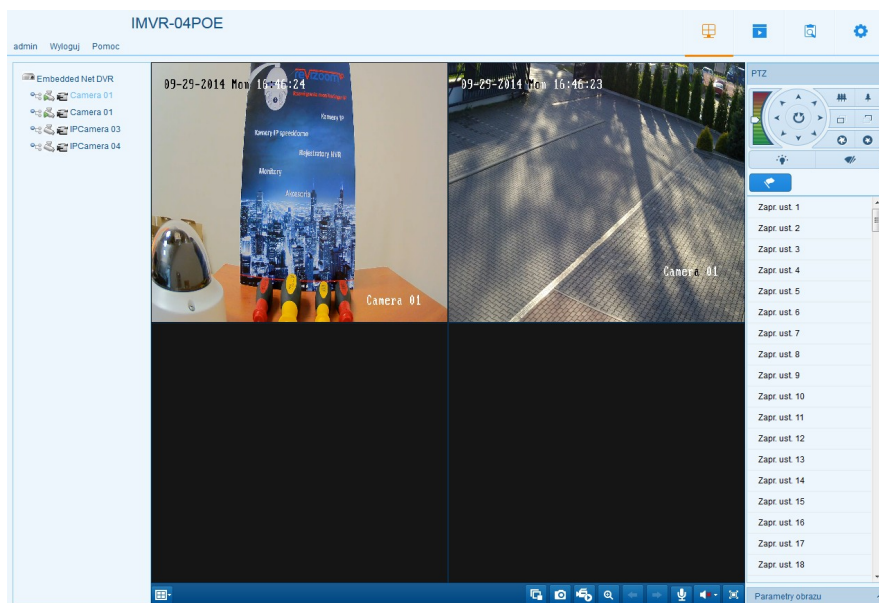 IMVR-04POE
admin Wyloguj Pomoc
Embedded Net DVR
Camera 01
Camera 01
IPCamera 03
IPCamera 04
09-29-2014 Mon 16:46:24
Kamery IP
Kamery IP speeddome
Rejestratory NVR
Monitory
Akcesoria
Camera 01
09-29-2014 Mon 16:46:23
Camera 01
PTZ
Zapr. ust. 1
Zapr. ust. 2
Zapr. ust. 3
Zapr. ust. 4
Zapr. ust. 5
Zapr. ust. 6
Zapr. ust. 7
Zapr. ust. 8
Zapr. ust. 9
Zapr. ust. 10
Zapr. ust. 11
Zapr. ust. 12
Zapr. ust. 13
Zapr. ust. 14
Zapr. ust. 15
Zapr. ust. 16
Zapr. ust. 17
Zapr. ust. 18
Parametry obrazu